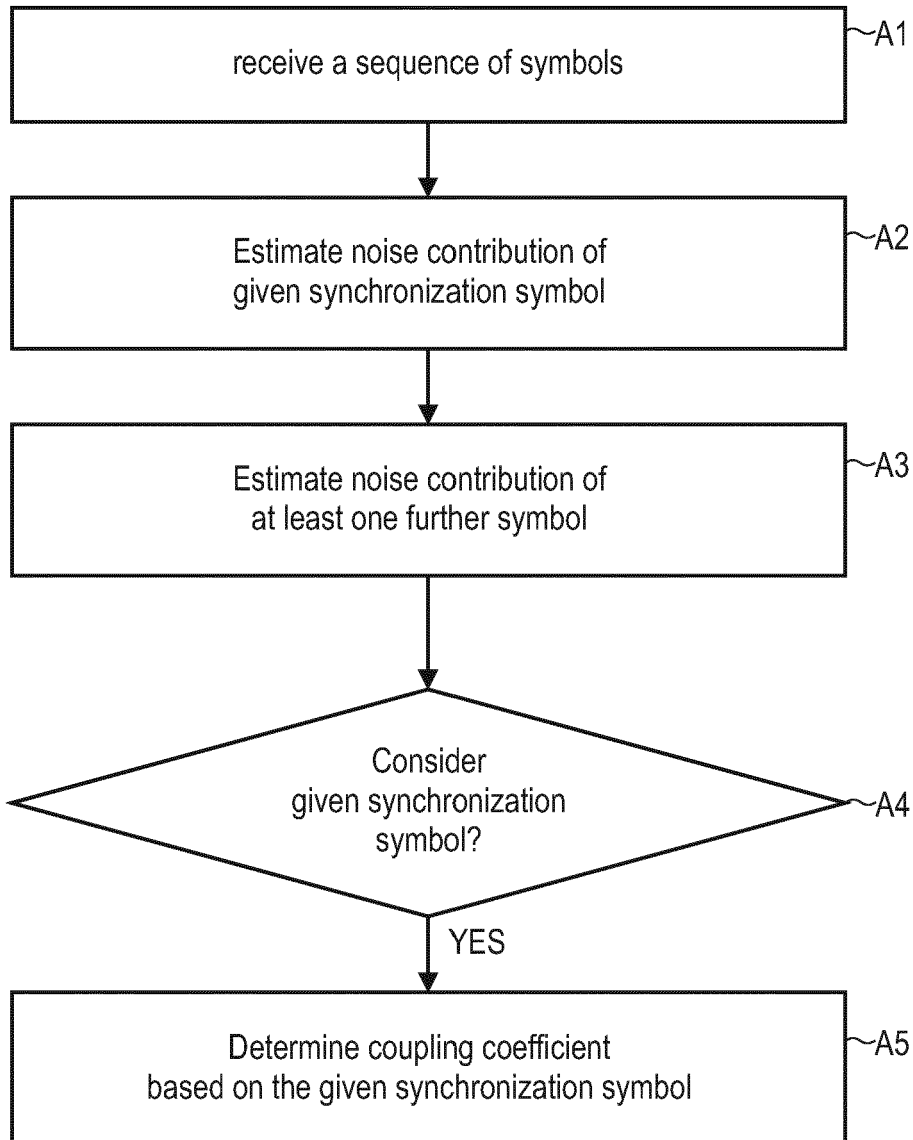 receive a sequence of symbols
A1
Estimate noise contribution of
given synchronization symbol
A2
Estimate noise contribution of
at least one further symbol
A3
Consider
given synchronization
symbol?
A4
YES
Determine coupling coefficient
based on the given synchronization symbol
A5